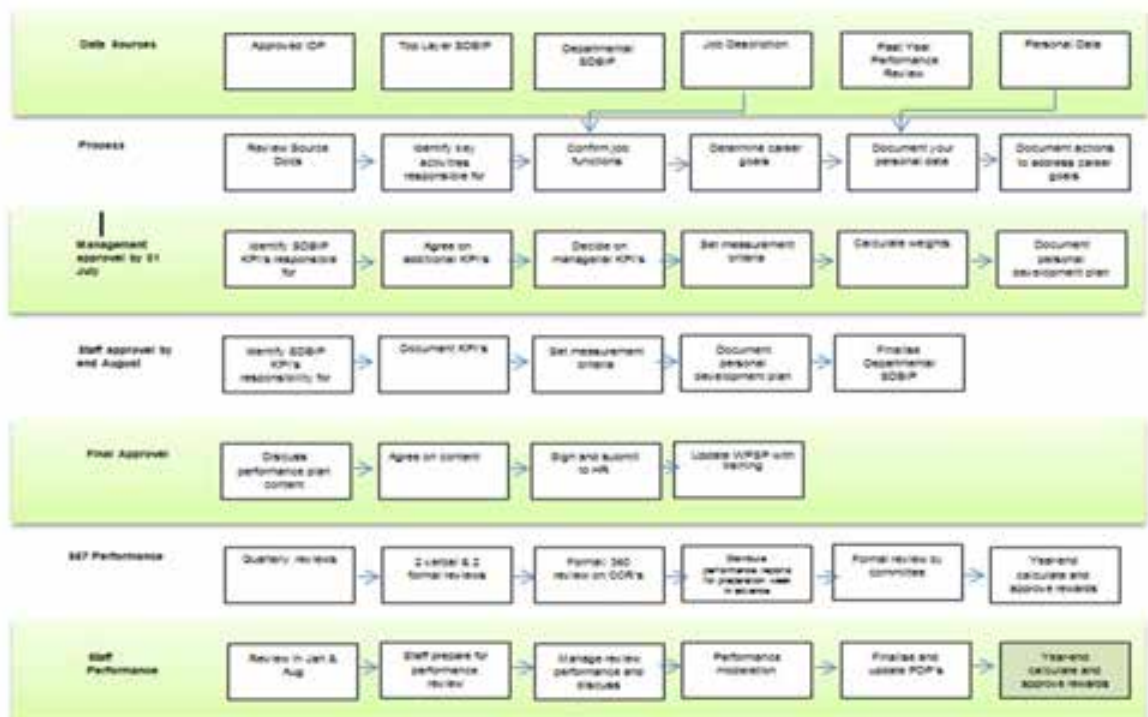 Data Sources
Approved IDP
Top Layer SDBIP
Departmental
SDBIP
Job Description
Past Year
Performance
Review
Personal Data
Process
Review Source
Docs
Identify key
activities
responsible for
Confirm job
functions
Determine career
goals
Document your
personal data
Document actions
to address career
goals
Management
approval by 31
July
Identify SDBIP
KPI's responsible
for
Agree on
additional KPI's
Decide on
managerial KPI's
Set measurement
criteria
Calculate weights
Document
personal
development plan
Staff approval by
end August
Identify SDBIP
KPI's
responsibility for
Document KPI's
Set measurement
criteria
Document
personal
development plan
Finalise
Departmental
SDBIP
Final Approval
Discuss
performance plan
content
Agree on content
Sign and submit
to HR
Update WPSP with
training
S57 Performance
Quarterly reviews
2 verbal & 2
formal reviews
Formal: 360
review on CCR's
performance reports
for preparation week
in advance
Formal review by
committee
Year-end
calculate and
approve rewards
Staff
Performance
Review in Jan &
Aug
Staff prepare for
performance
review
Manage review
performance and
discuss
Performance
moderation
Finalise and
update PDP's
Year-end
calculate and
approve rewards